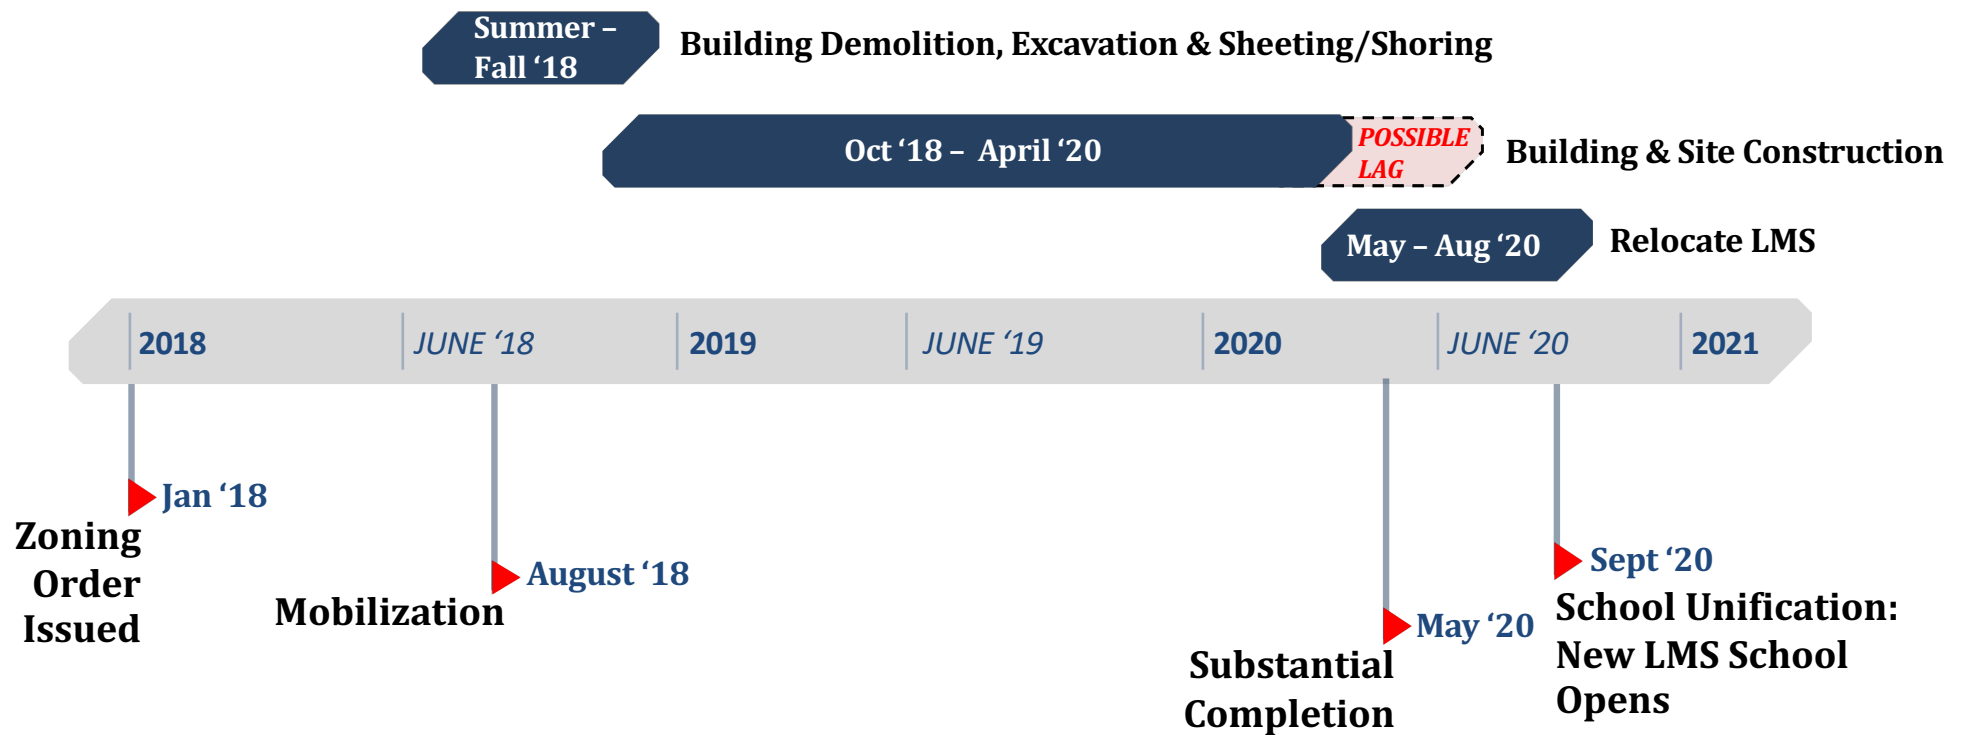 Summer –
Fall ‘18
Building Demolition, Excavation & Sheeting/Shoring
Oct ‘18 – April ‘20
POSSIBLE
LAG
Building & Site Construction
May – Aug ‘20
Relocate LMS
2018
JUNE ‘18
2019
JUNE ‘19
2020
JUNE ‘20
2021
Jan ‘18
Zoning
Order
Issued
August ‘18
Mobilization
May ‘20
Substantial
Completion
Sept ‘20
School Unification:
New LMS School
Opens